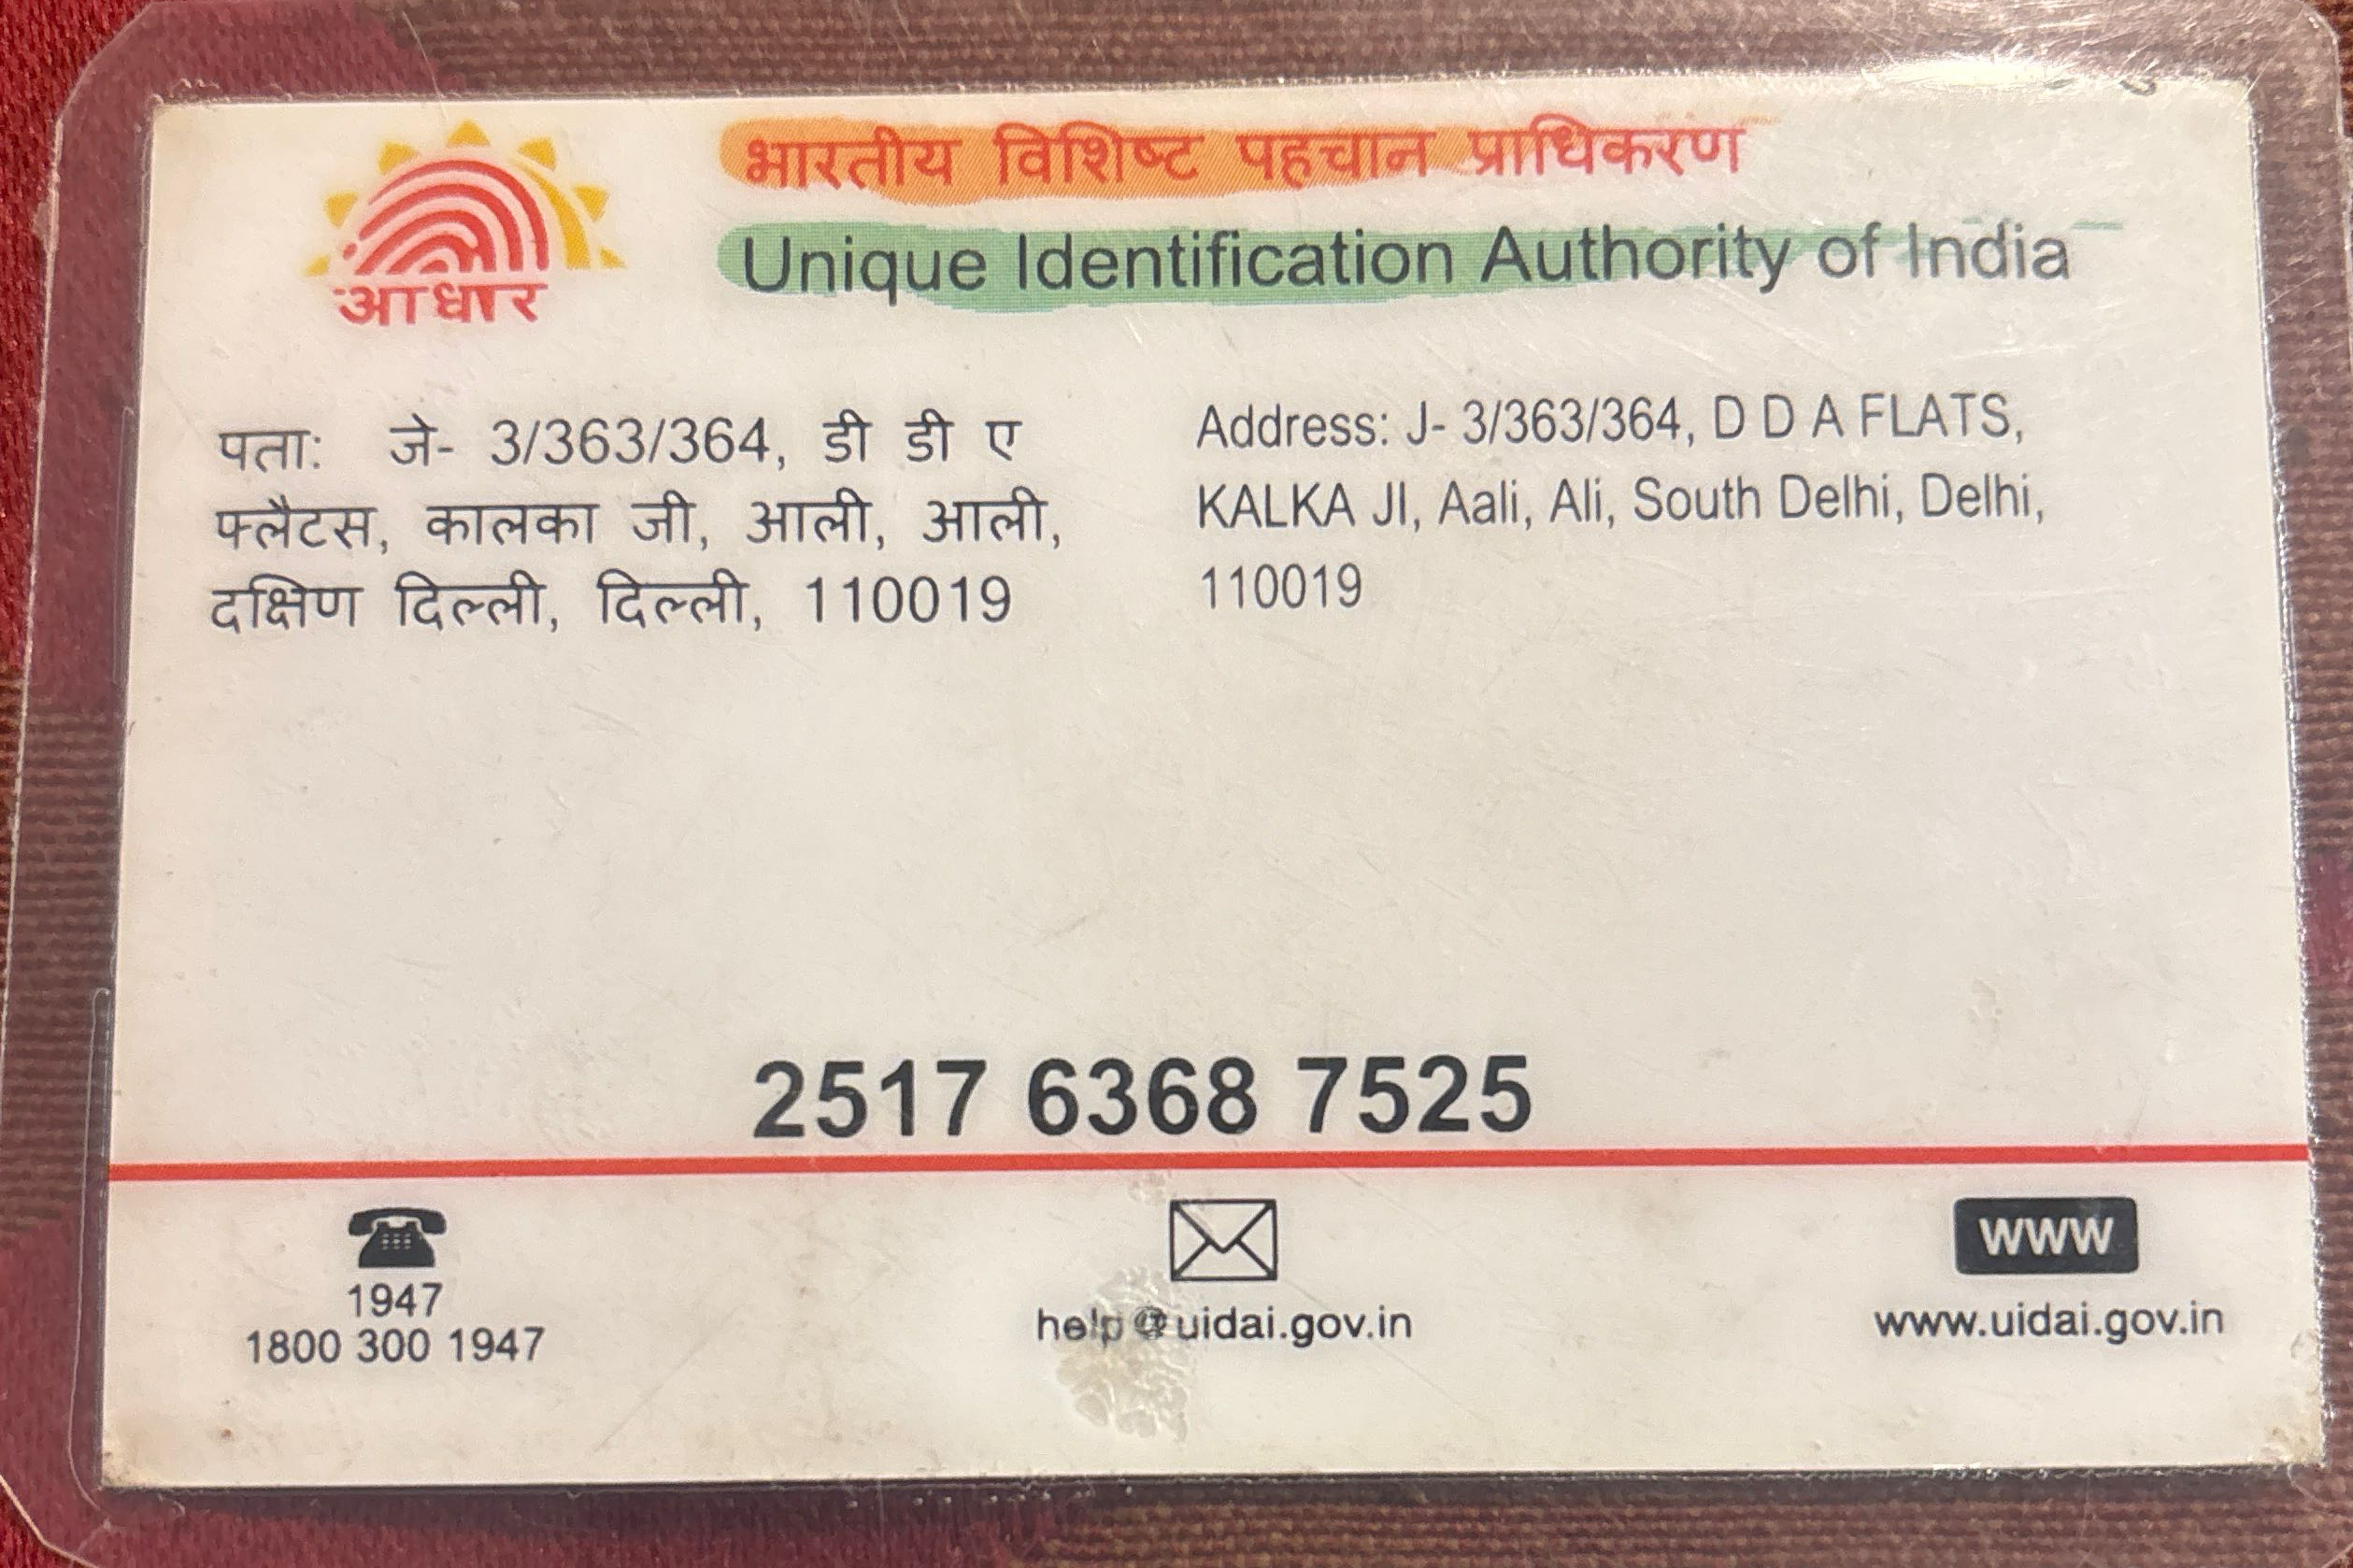 आधार
भारतीय विशिष्ट पहचान प्राधिकरण
Unique Identification Authority of India
पता: जे- 3/363/364, डी डी ए
फ्लैटस, कालका जी, आली, आली,
दक्षिण दिल्ली, दिल्ली, 110019
Address: J- 3/363/364, D D A FLATS,
KALKA JI, Aali, Ali, South Delhi, Delhi,
110019
2517 6368 7525
1947
1800 300 1947
help@uidai.gov.in
www
www.uidai.gov.in